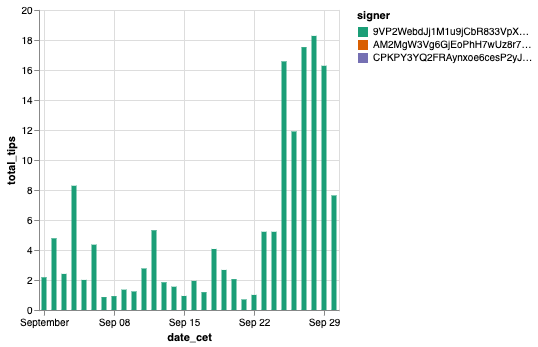 signer
9VP2WebdJj1M1u9jCbR833VpX...
AM2MgW3Vg6GjEoPhH7wUz8r7...
CPKPY3YQ2FRAynxoe6cesP2yJ...
total_tips
20
18
16
14
12
10
8
6
4
2
0
September
Sep 08
Sep 15
Sep 22
Sep 29
date_cet